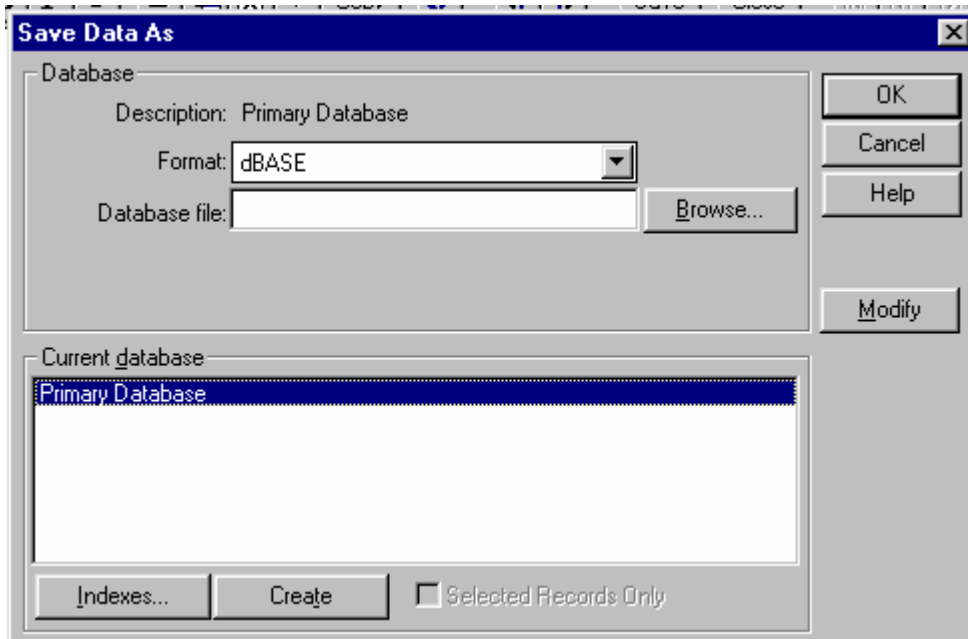 Save Data As
Database
OK
Description: Primary Database
Cancel
Format: dBASE
Help
Database file:
Browse...
Modify
Current database
Primary Database
Indexes...
Create
Selected Records Only